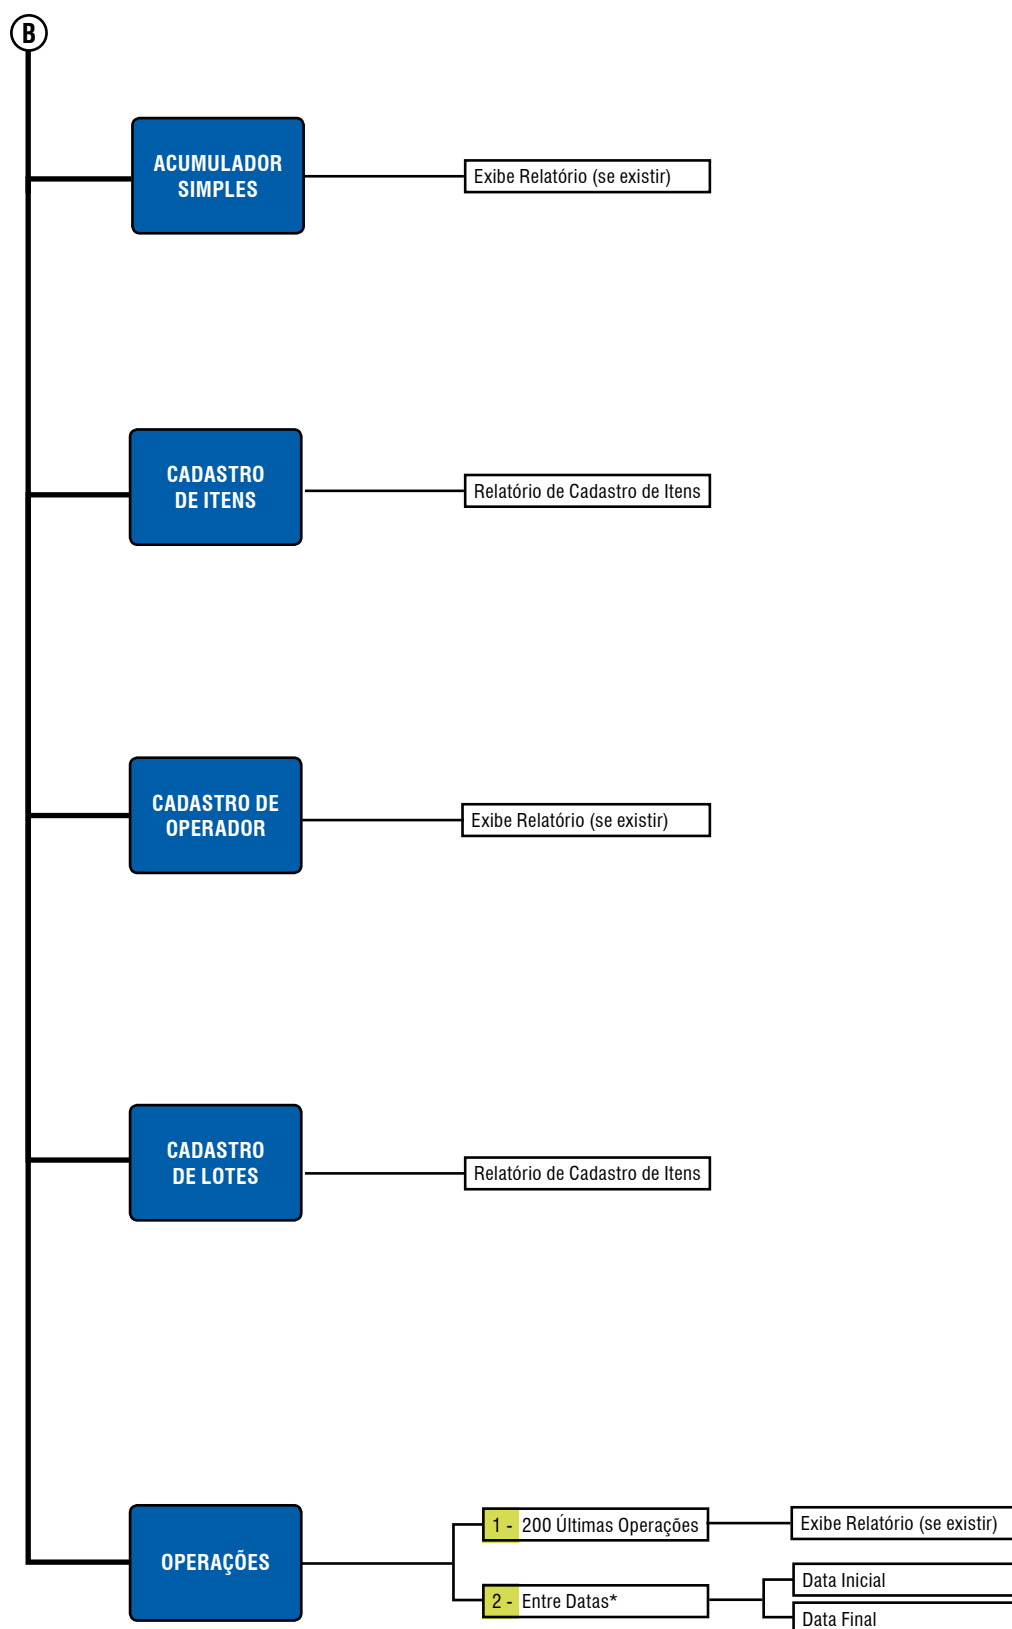 B
ACUMULADOR
SIMPLES
Exibe Relatório (se existir)
CADASTRO
DE ITENS
Relatório de Cadastro de Itens
CADASTRO DE
OPERADOR
Exibe Relatório (se existir)
CADASTRO
DE LOTES
Relatório de Cadastro de Itens
OPERAÇÕES
1 - 200 Últimas Operações
Exibe Relatório (se existir)
2 - Entre Datas*
Data Inicial
Data Final